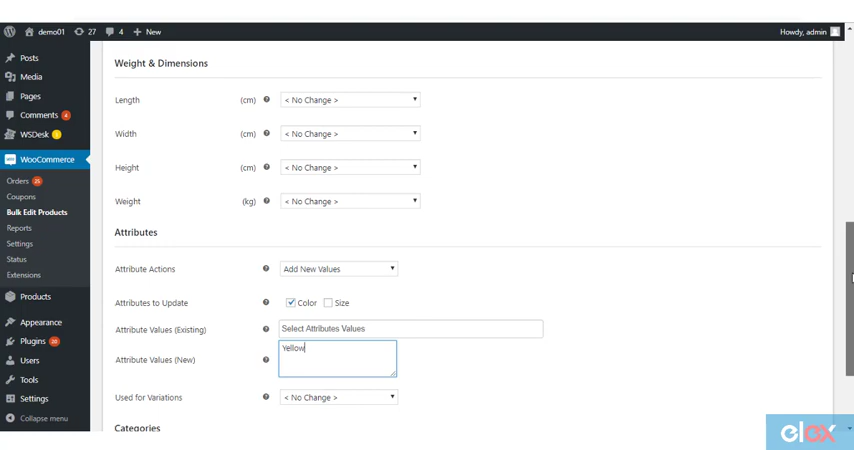 demo01 27 4 New Howdy, admin
Posts
Media
Pages
Comments 4
WSDesk
WooCommerce
Orders 25
Coupons
Bulk Edit Products
Reports
Settings
Status
Extensions
Products
Appearance
Plugins 20
Users
Tools
Settings
Collapse menu
Weight & Dimensions
Length (cm) < No Change >
Width (cm) < No Change >
Height (cm) < No Change >
Weight (kg) < No Change >
Attributes
Attribute Actions Add New Values
Attributes to Update Color Size
Attribute Values (Existing) Select Attributes Values
Attribute Values (New) Yellow
Used for Variations < No Change >
Categories
elex